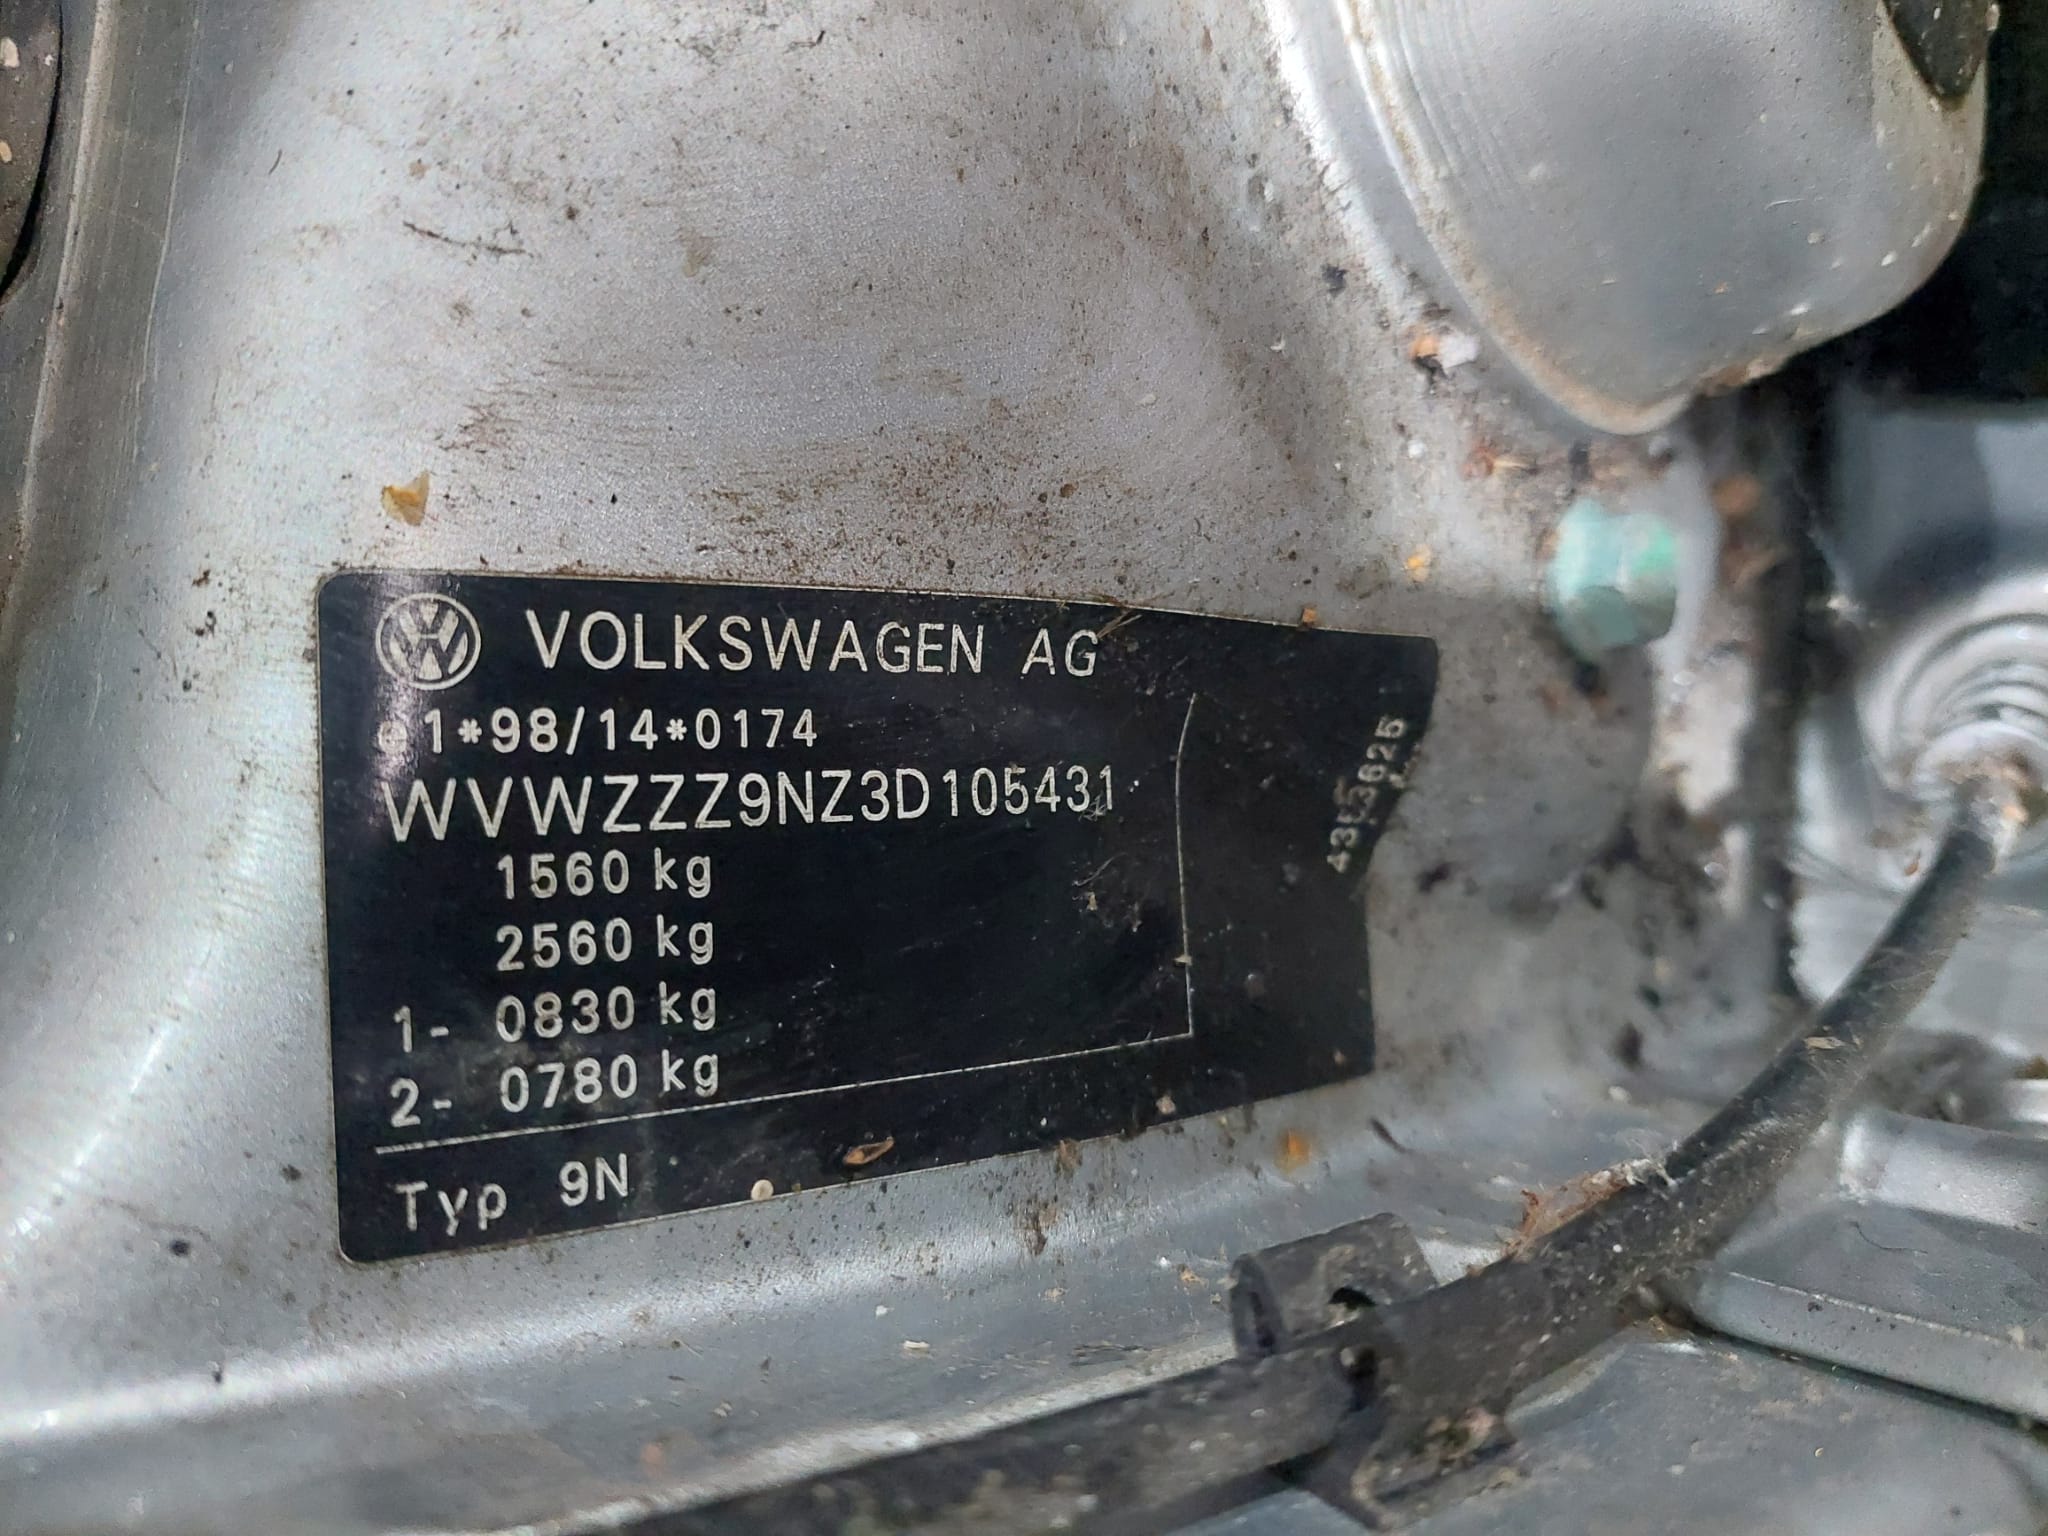 VOLKSWAGEN AG
e1*98/14*0174
WVWZZZ9NZ3D105431
1560 kg
2560 kg
1- 0830 kg
2- 0780 kg
Typ 9N